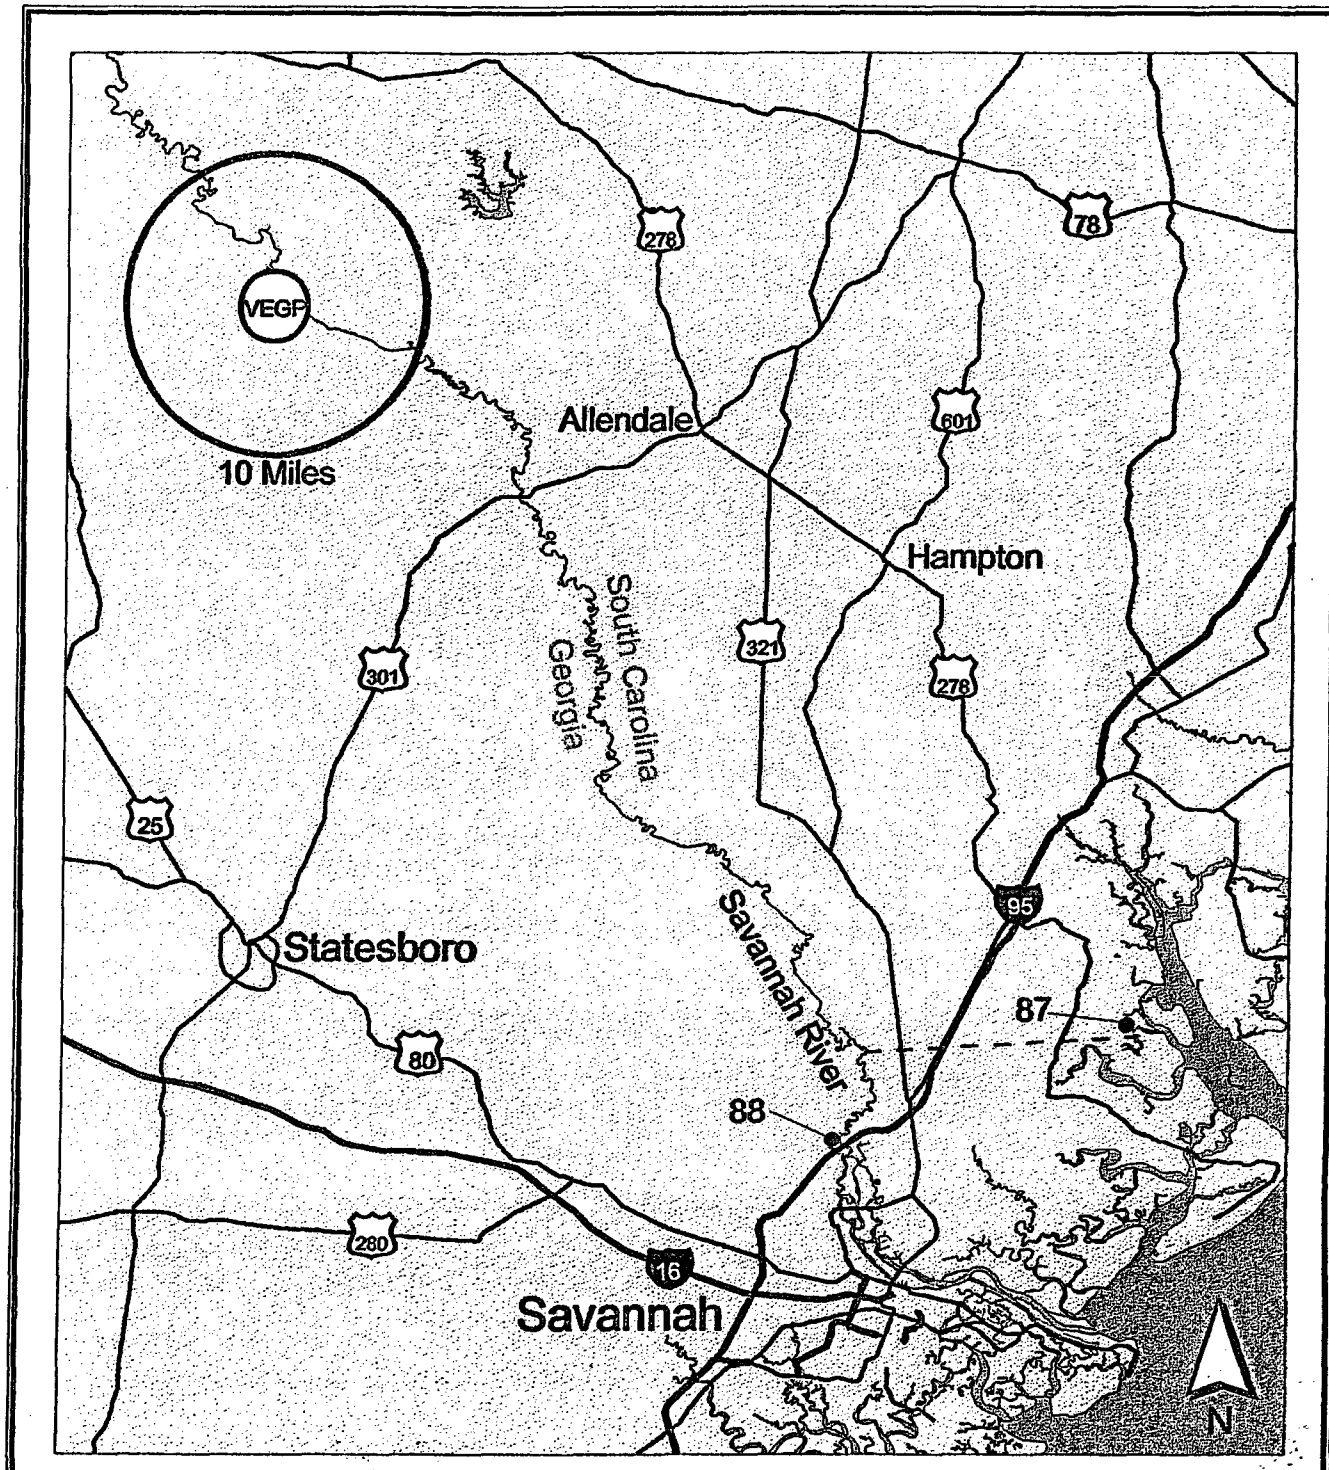 278
78
VEGP
Allendale
601
10 Miles
Hampton
South Carolina
Georgia
321
301
278
25
Savannah River
95
Statesboro
87
80
88
280
16
Savannah
N